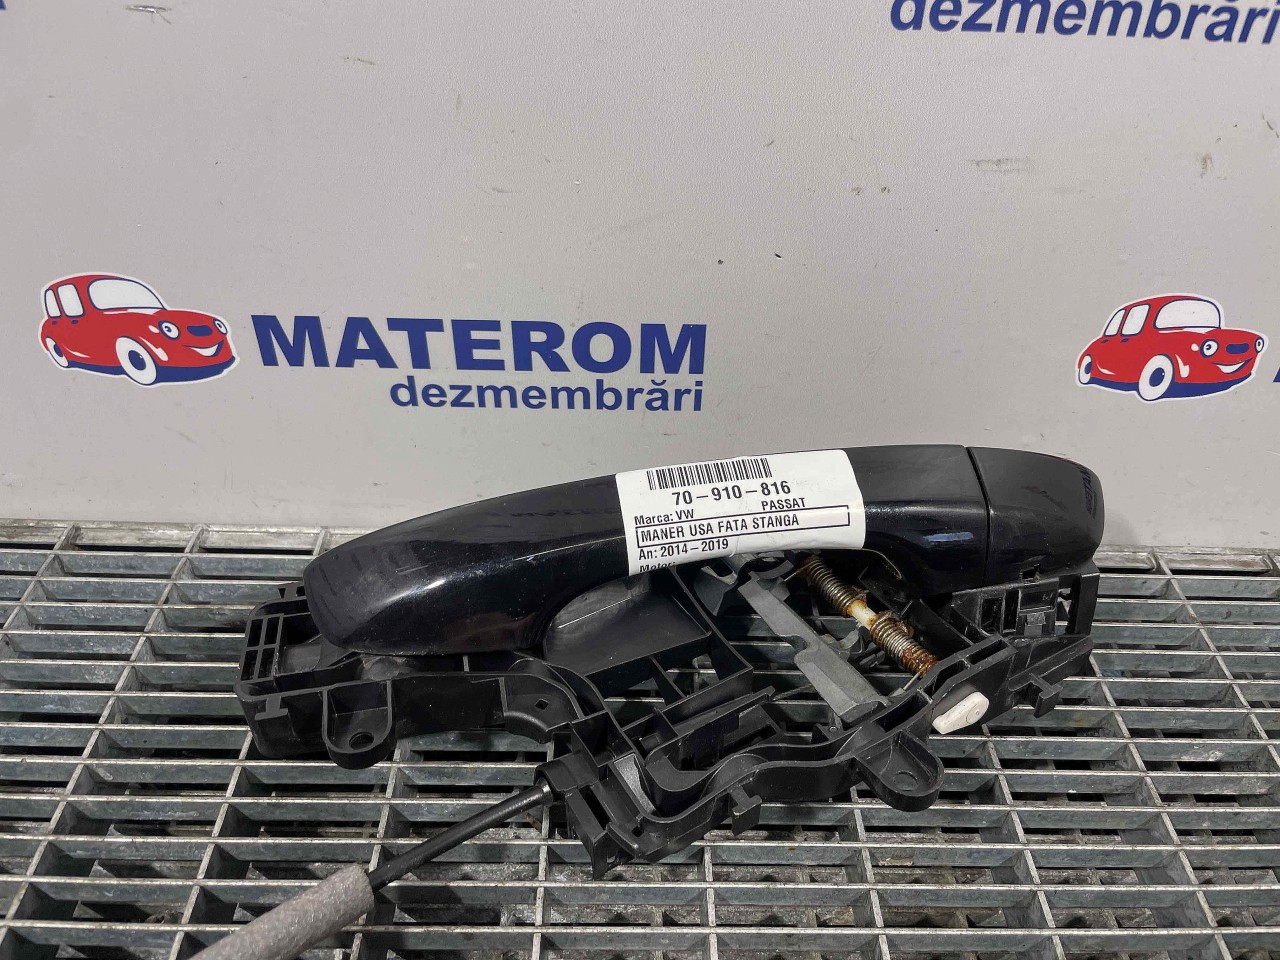 dezmembrări
MATEROM
dezmembrări
70-910-816
Marca: VW PASSAT
MANER USA FATA STANGA
An: 2014-2019